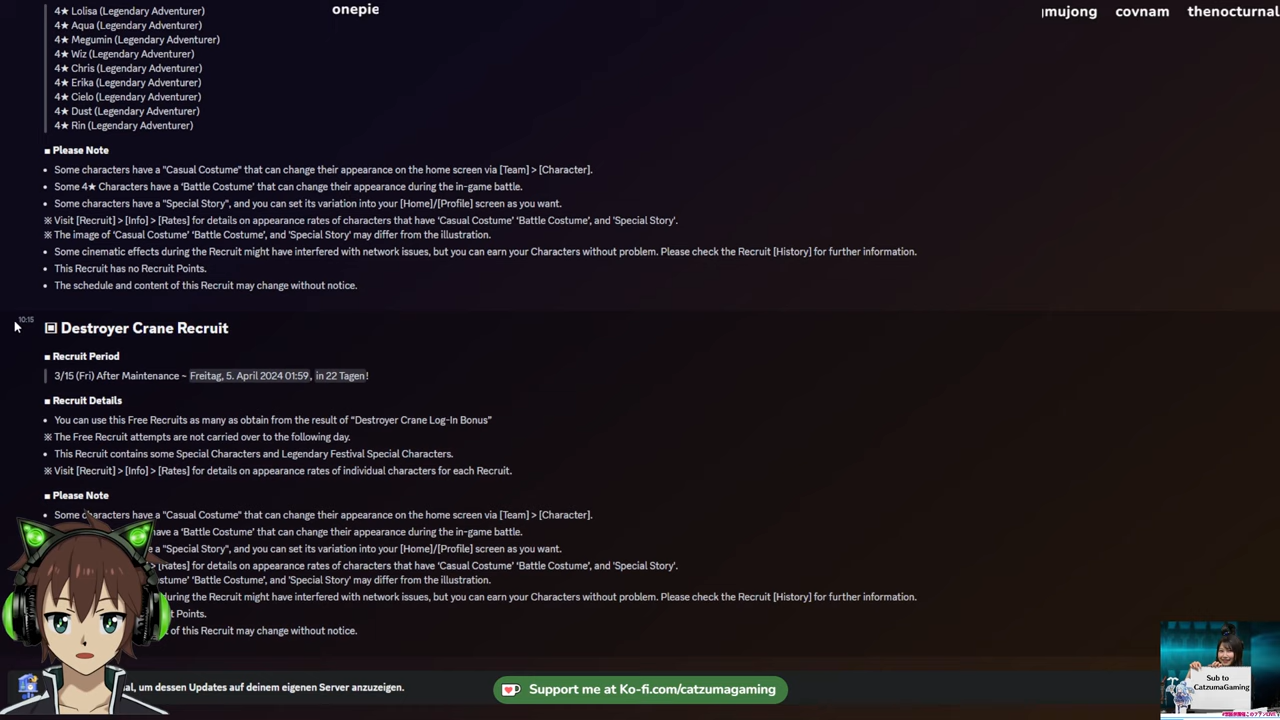 onepie
mujong covnam thenocturnal
4★ Lolisa (Legendary Adventurer)
4★ Aqua (Legendary Adventurer)
4★ Megumin (Legendary Adventurer)
4★ Wiz (Legendary Adventurer)
4★ Chris (Legendary Adventurer)
4★ Erika (Legendary Adventurer)
4★ Cielo (Legendary Adventurer)
4★ Dust (Legendary Adventurer)
4★ Rin (Legendary Adventurer)
■ Please Note
• Some characters have a "Casual Costume" that can change their appearance on the home screen via [Team] > [Character].
• Some 4★ Characters have a ‘Battle Costume’ that can change their appearance during the in-game battle.
• Some characters have a "Special Story", and you can set its variation into your [Home]/[Profile] screen as you want.
※ Visit [Recruit] > [Info] > [Rates] for details on appearance rates of characters that have ‘Casual Costume’ ‘Battle Costume’, and 'Special Story'.
※ The image of ‘Casual Costume’ ‘Battle Costume’, and 'Special Story' may differ from the illustration.
• Some cinematic effects during the Recruit might have interfered with network issues, but you can earn your Characters without problem. Please check the Recruit [History] for further information.
• This Recruit has no Recruit Points.
• The schedule and content of this Recruit may change without notice.
10:15
▣ Destroyer Crane Recruit
■ Recruit Period
3/15 (Fri) After Maintenance ~ Freitag, 5. April 2024 01:59, in 22 Tagen!
■ Recruit Details
• You can use this Free Recruits as many as obtain from the result of “Destroyer Crane Log-In Bonus”
※ The Free Recruit attempts are not carried over to the following day.
• This Recruit contains some Special Characters and Legendary Festival Special Characters.
※ Visit [Recruit] > [Info] > [Rates] for details on appearance rates of individual characters for each Recruit.
■ Please Note
• Some characters have a "Casual Costume" that can change their appearance on the home screen via [Team] > [Character].
have a ‘Battle Costume’ that can change their appearance during the in-game battle.
e a "Special Story", and you can set its variation into your [Home]/[Profile] screen as you want.
> [Rates] for details on appearance rates of characters that have ‘Casual Costume’ ‘Battle Costume’, and 'Special Story'.
ostume’ ‘Battle Costume’, and 'Special Story' may differ from the illustration.
during the Recruit might have interfered with network issues, but you can earn your Characters without problem. Please check the Recruit [History] for further information.
t Points.
t of this Recruit may change without notice.
al, um dessen Updates auf deinem eigenen Server anzuzeigen.
Support me at Ko-fi.com/catzumagaming
Sub to
CatzumaGaming